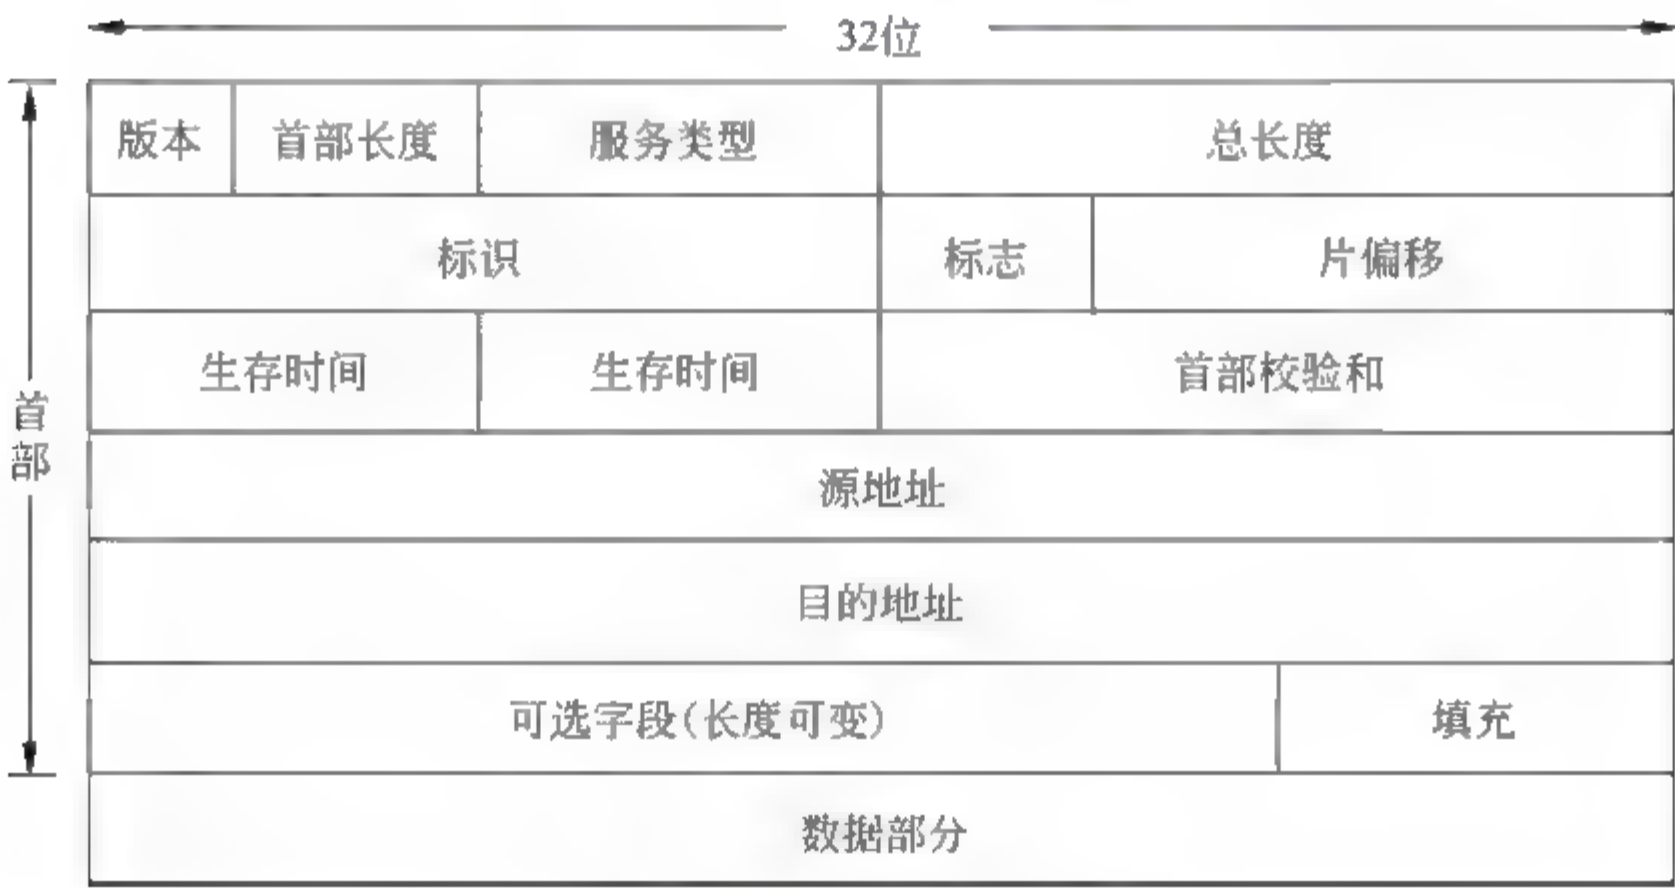 32位
版本 首部长度 服务类型 总长度
标识 标志 片偏移
生存时间 生存时间 首部校验和
首部
源地址
目的地址
可选字段(长度可变) 填充
数据部分